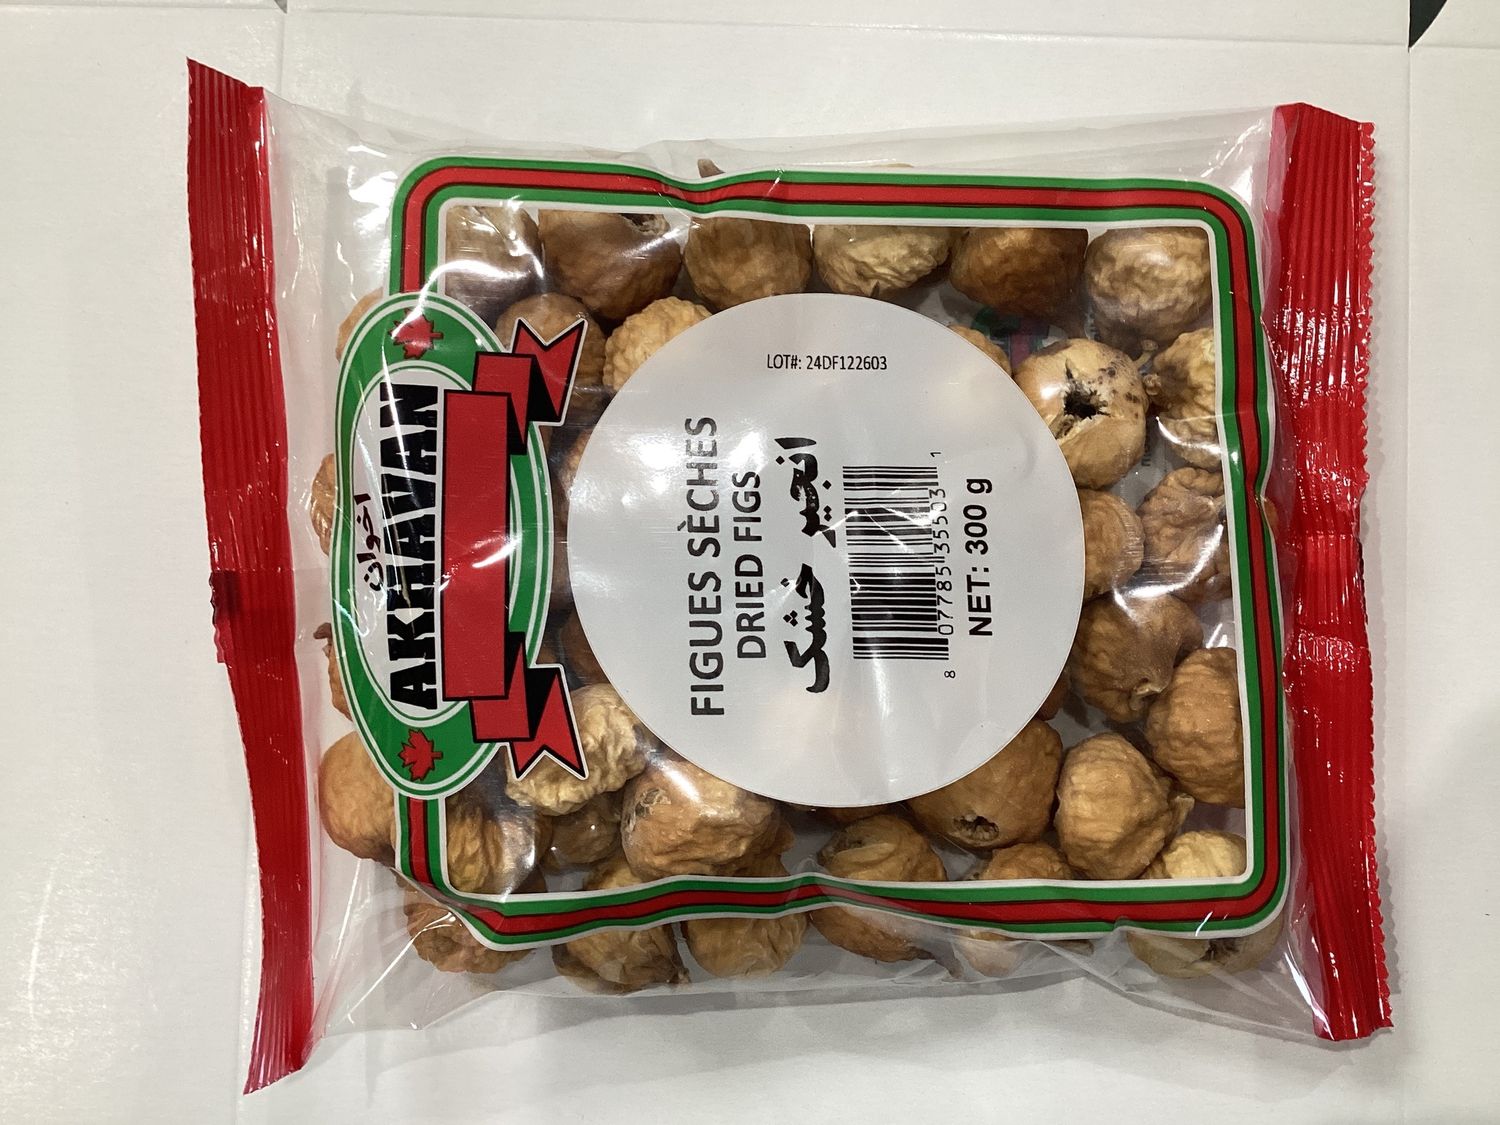 اخوان
AKHAVAN
LOT#: 24DF122603
FIGUES SÈCHES
DRIED FIGS
انجیر خشک
8 07785 35503 1
NET: 300 g